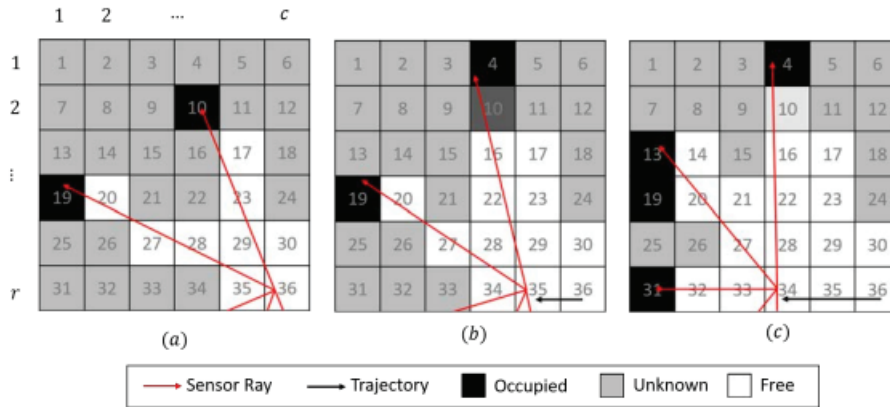 1 2 ... c
1 1 2 3 4 5 6 1 2 3 4 5 6 1 2 3 4 5 6
2 7 8 9 10 11 12 7 8 9 10 11 12 7 8 9 10 11 12
13 14 15 16 17 18 13 14 15 16 17 18 13 14 15 16 17 18
⋮ 19 20 21 22 23 24 19 20 21 22 23 24 19 20 21 22 23 24
25 26 27 28 29 30 25 26 27 28 29 30 25 26 27 28 29 30
r 31 32 33 34 35 36 31 32 33 34 35 36 31 32 33 34 35 36
(a) (b) (c)
Sensor Ray Trajectory Occupied Unknown Free